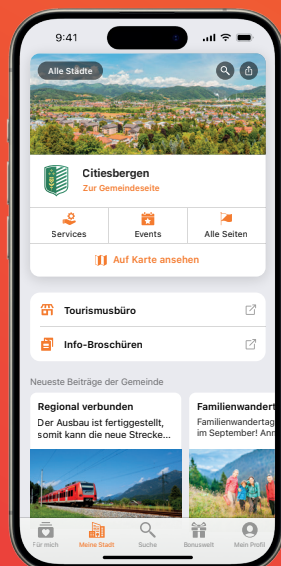 9:41
Alle Städte
Citiesbergen
Zur Gemeindeseite
Services
Events
Alle Seiten
Auf Karte ansehen
Tourismusbüro
Info-Broschüren
Neueste Beiträge der Gemeinde
Regional verbunden
Der Ausbau ist fertiggestellt,
somit kann die neue Strecke...
Familienwandert
Familienwandertag
im September! Ann
Für mich
Meine Stadt
Suche
Bonuswelt
Mein Profil